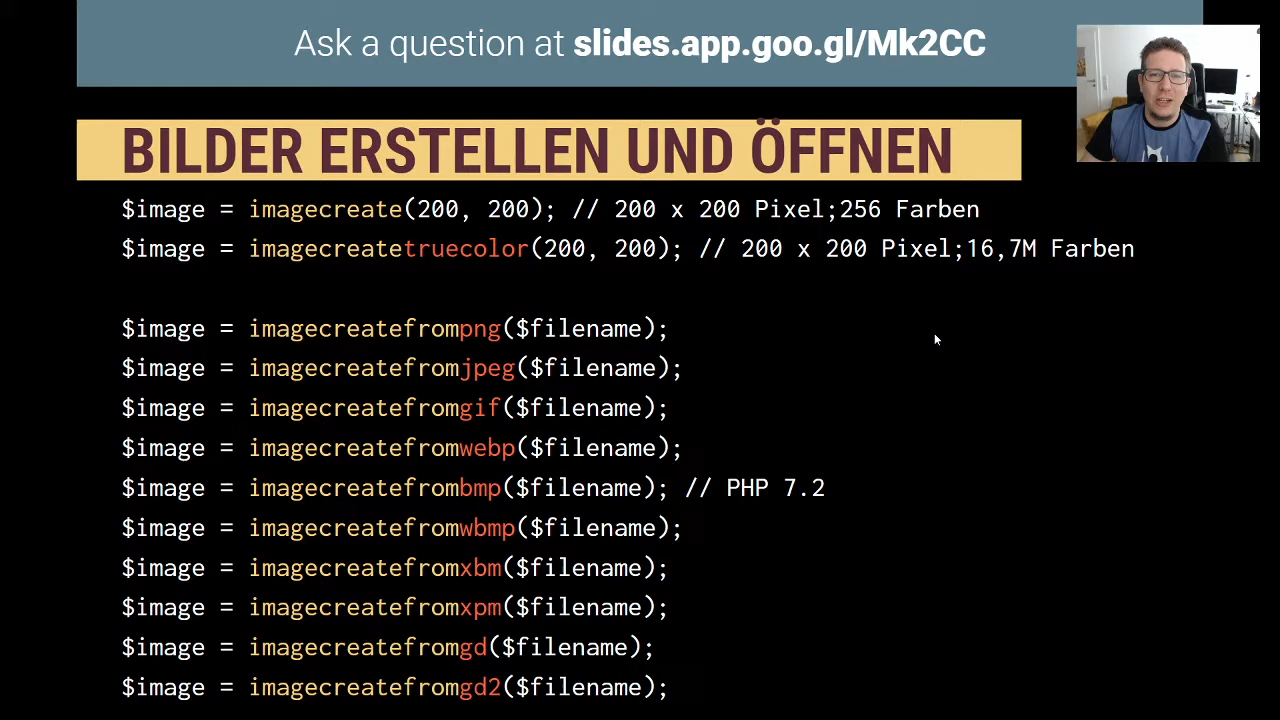 Ask a question at slides.app.goo.gl/Mk2CC
BILDER ERSTELLEN UND ÖFFNEN
$image = imagecreate(200, 200); // 200 x 200 Pixel;256 Farben
$image = imagecreatetruecolor(200, 200); // 200 x 200 Pixel;16,7M Farben
$image = imagecreatefrompng($filename);
$image = imagecreatefromjpeg($filename);
$image = imagecreatefromgif($filename);
$image = imagecreatefromwebp($filename);
$image = imagecreatefrombmp($filename); // PHP 7.2
$image = imagecreatefromwbmp($filename);
$image = imagecreatefromxbm($filename);
$image = imagecreatefromxpm($filename);
$image = imagecreatefromgd($filename);
$image = imagecreatefromgd2($filename);